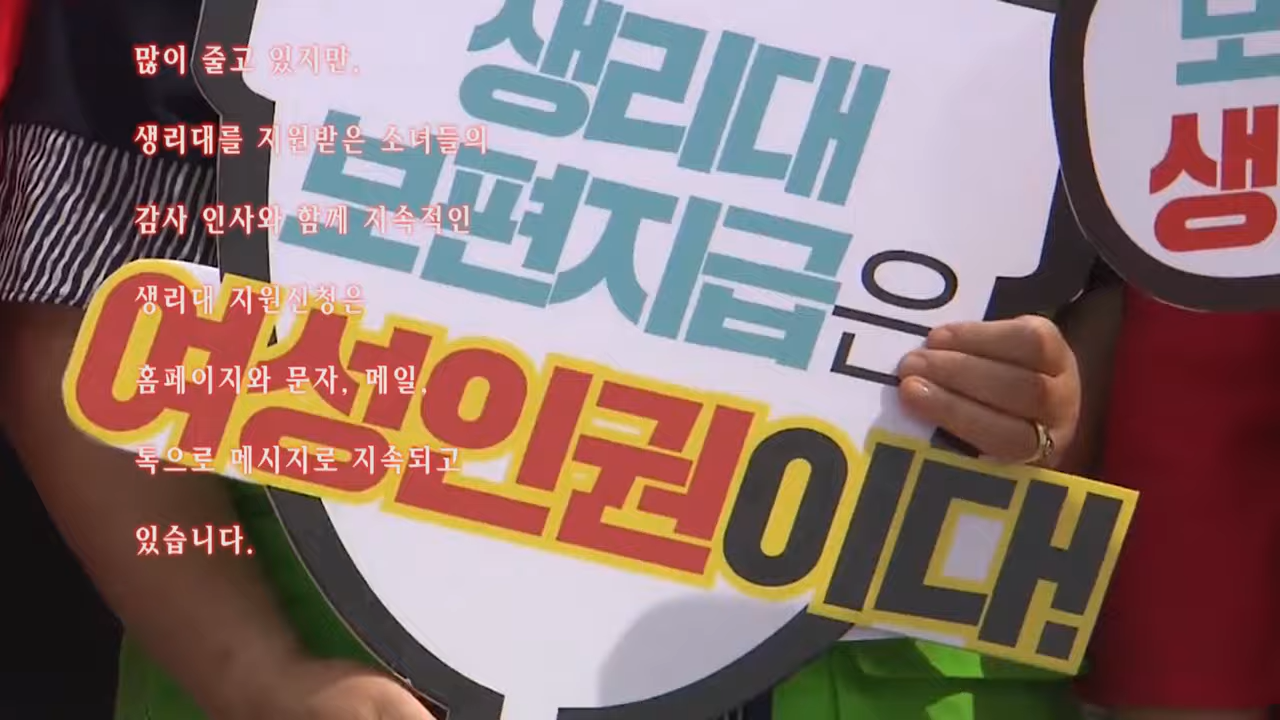 많이 줄고 있지만.
생리대를 지원받은 소녀들의
감사 인사와 함께 지속적인
생리대 지원신청은
홈페이지와 문자, 메일,
톡으로 메시지로 지속되고
있습니다.
생리대
보편지급은
여성인권이다!
보
생